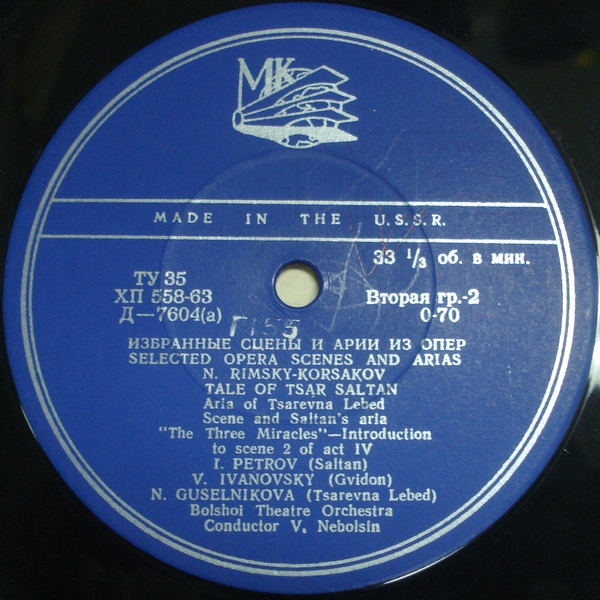 МК
MADE IN THE U.S.S.R.
33 1/3 об. в мин.
ТУ 35
ХП 558-63
Вторая гр.-2
Д—7604(а)
0-70
Г153
ИЗБРАННЫЕ СЦЕНЫ И АРИИ ИЗ ОПЕР
SELECTED OPERA SCENES AND ARIAS
N. RIMSKY-KORSAKOV
TALE OF TSAR SALTAN
Aria of Tsarevna Lebed
Scene and Saltan's aria
"The Three Miracles"—Introduction
to scene 2 of act IV
I. PETROV (Saltan)
V. IVANOVSKY (Gvidon)
N. GUSELNIKOVA (Tsarevna Lebed)
Bolshoi Theatre Orchestra
Conductor V. Nebolsin